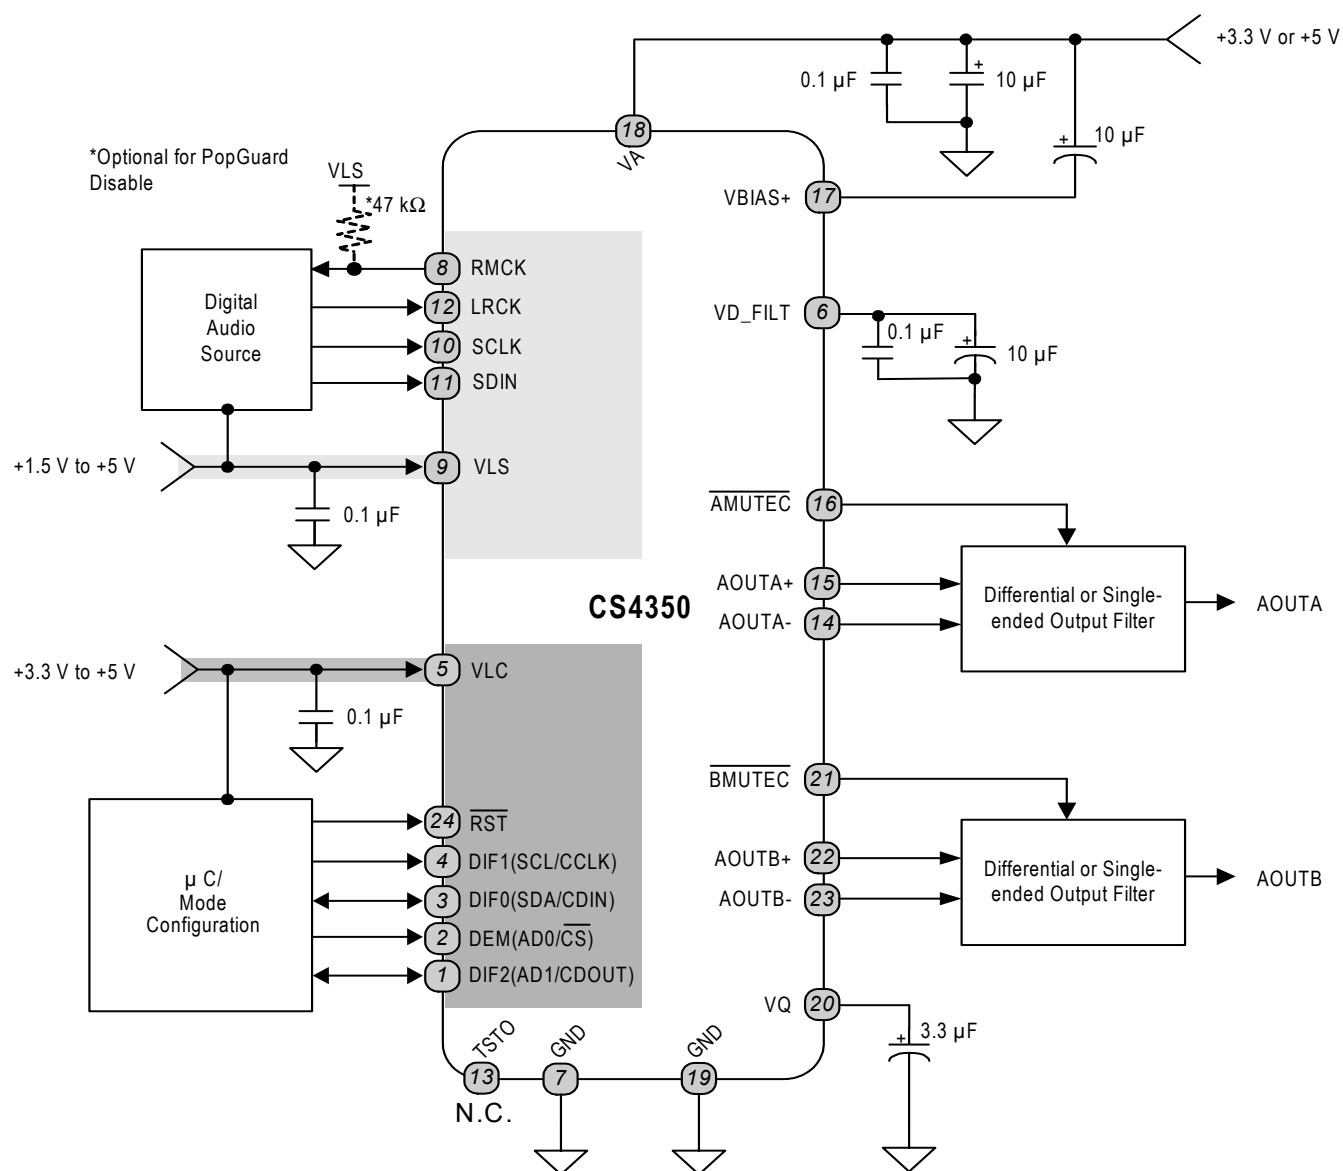 +3.3 V or +5 V
0.1 µF
+
10 µF
+
10 µF
18
VA
*Optional for PopGuard
Disable
VLS
*47 kΩ
VBIAS+
17
Digital
Audio
Source
8
RMCK
12
LRCK
10
SCLK
11
SDIN
VD_FILT
6
0.1 µF
+
10 µF
+1.5 V to +5 V
9
VLS
0.1 µF
AMUTEC
16
AOUTA+
15
AOUTA-
14
Differential or Single-
ended Output Filter
AOUTA
CS4350
+3.3 V to +5 V
5
VLC
0.1 µF
BMUTEC
21
AOUTB+
22
AOUTB-
23
Differential or Single-
ended Output Filter
AOUTB
µ C/
Mode
Configuration
24
RST
4
DIF1(SCL/CCLK)
3
DIF0(SDA/CDIN)
2
DEM(AD0/CS)
1
DIF2(AD1/CDOUT)
VQ
20
+
3.3 µF
TSTO
13
N.C.
GND
7
GND
19